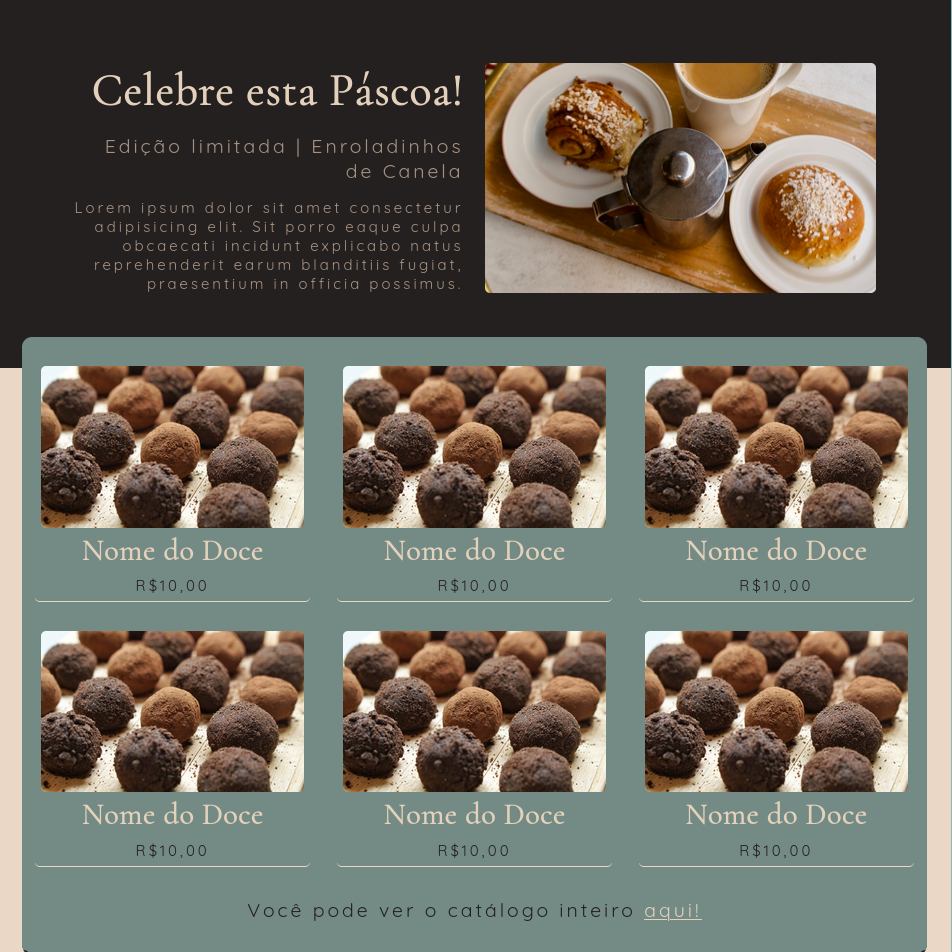 Celebre esta Páscoa!
Edição limitada | Enroladinhos
de Canela
Lorem ipsum dolor sit amet consectetur
adipisicing elit. Sit porro eaque culpa
obcaecati incidunt explicabo natus
reprehenderit earum blanditiis fugiat,
praesentium in officia possimus.
Nome do Doce
R$10,00
Nome do Doce
R$10,00
Nome do Doce
R$10,00
Nome do Doce
R$10,00
Nome do Doce
R$10,00
Nome do Doce
R$10,00
Você pode ver o catálogo inteiro aqui!